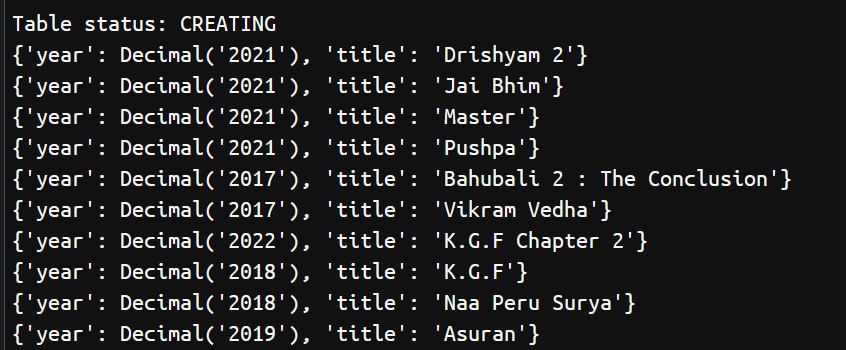 Table status: CREATING
{'year': Decimal('2021'), 'title': 'Drishyam 2'}
{'year': Decimal('2021'), 'title': 'Jai Bhim'}
{'year': Decimal('2021'), 'title': 'Master'}
{'year': Decimal('2021'), 'title': 'Pushpa'}
{'year': Decimal('2017'), 'title': 'Bahubali 2 : The Conclusion'}
{'year': Decimal('2017'), 'title': 'Vikram Vedha'}
{'year': Decimal('2022'), 'title': 'K.G.F Chapter 2'}
{'year': Decimal('2018'), 'title': 'K.G.F'}
{'year': Decimal('2018'), 'title': 'Naa Peru Surya'}
{'year': Decimal('2019'), 'title': 'Asuran'}